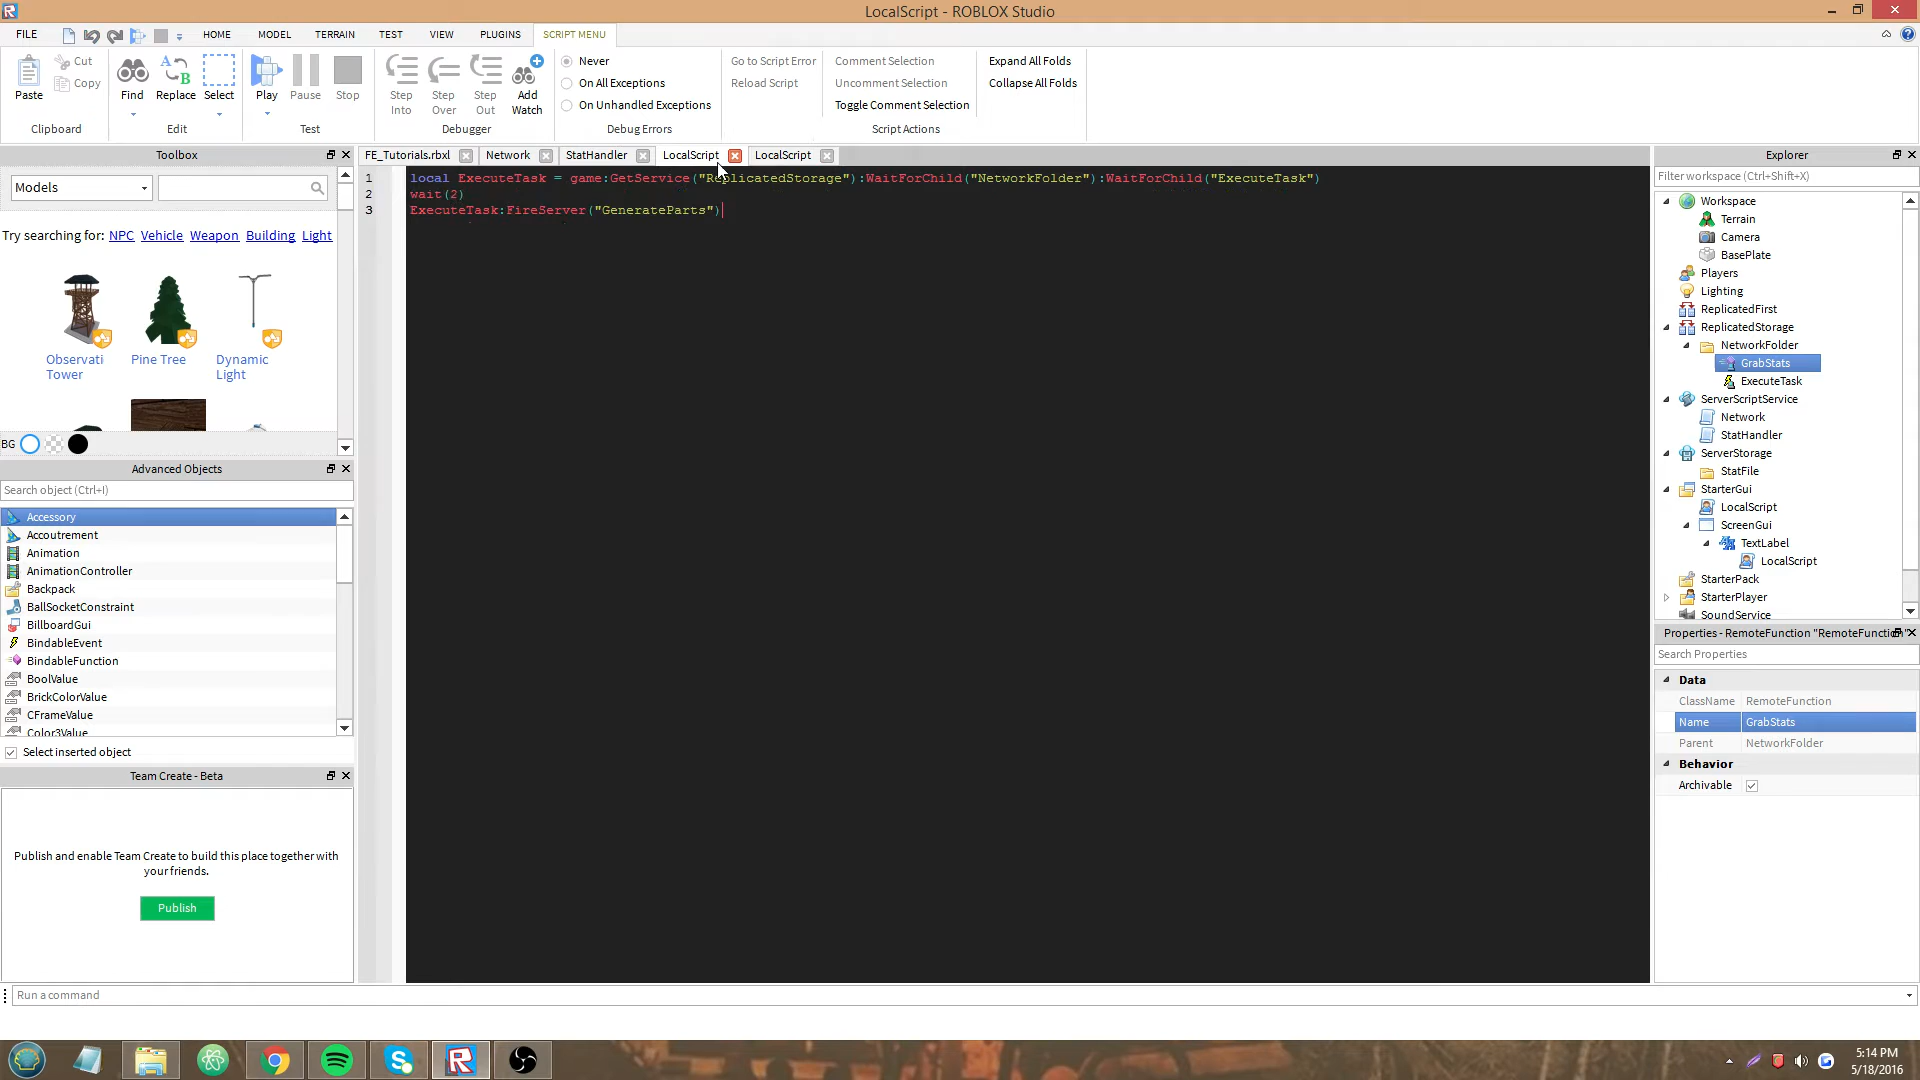 LocalScript - ROBLOX Studio
FILE
HOME
MODEL
TERRAIN
TEST
VIEW
PLUGINS
SCRIPT MENU
Paste
Cut
Copy
Clipboard
Find
Replace
Select
Edit
Play
Pause
Stop
Test
Step Into
Step Over
Step Out
Add Watch
Debugger
Never
On All Exceptions
On Unhandled Exceptions
Debug Errors
Go to Script Error
Reload Script
Comment Selection
Uncomment Selection
Toggle Comment Selection
Expand All Folds
Collapse All Folds
Script Actions
Toolbox
Models
Try searching for: NPC Vehicle Weapon Building Light
Observati
Tower
Pine Tree
Dynamic
Light
BG
Advanced Objects
Search object (Ctrl+I)
Accessory
Accoutrement
Animation
AnimationController
Backpack
BallSocketConstraint
BillboardGui
BindableEvent
BindableFunction
BoolValue
BrickColorValue
CFrameValue
Color3Value
Select inserted object
Team Create - Beta
Publish and enable Team Create to build this place together with
your friends.
Publish
FE_Tutorials.rbxl
Network
StatHandler
LocalScript
LocalScript
1 local ExecuteTask = game:GetService("ReplicatedStorage"):WaitForChild("NetworkFolder"):WaitForChild("ExecuteTask")
2 wait(2)
3 ExecuteTask:FireServer("GenerateParts")
Explorer
Filter workspace (Ctrl+Shift+X)
Workspace
Terrain
Camera
BasePlate
Players
Lighting
ReplicatedFirst
ReplicatedStorage
NetworkFolder
GrabStats
ExecuteTask
ServerScriptService
Network
StatHandler
ServerStorage
StatFile
StarterGui
LocalScript
ScreenGui
TextLabel
LocalScript
StarterPack
StarterPlayer
SoundService
Properties - RemoteFunction "RemoteFunction"
Search Properties
Data
ClassName RemoteFunction
Name GrabStats
Parent NetworkFolder
Behavior
Archivable
Run a command
5:14 PM
5/18/2016